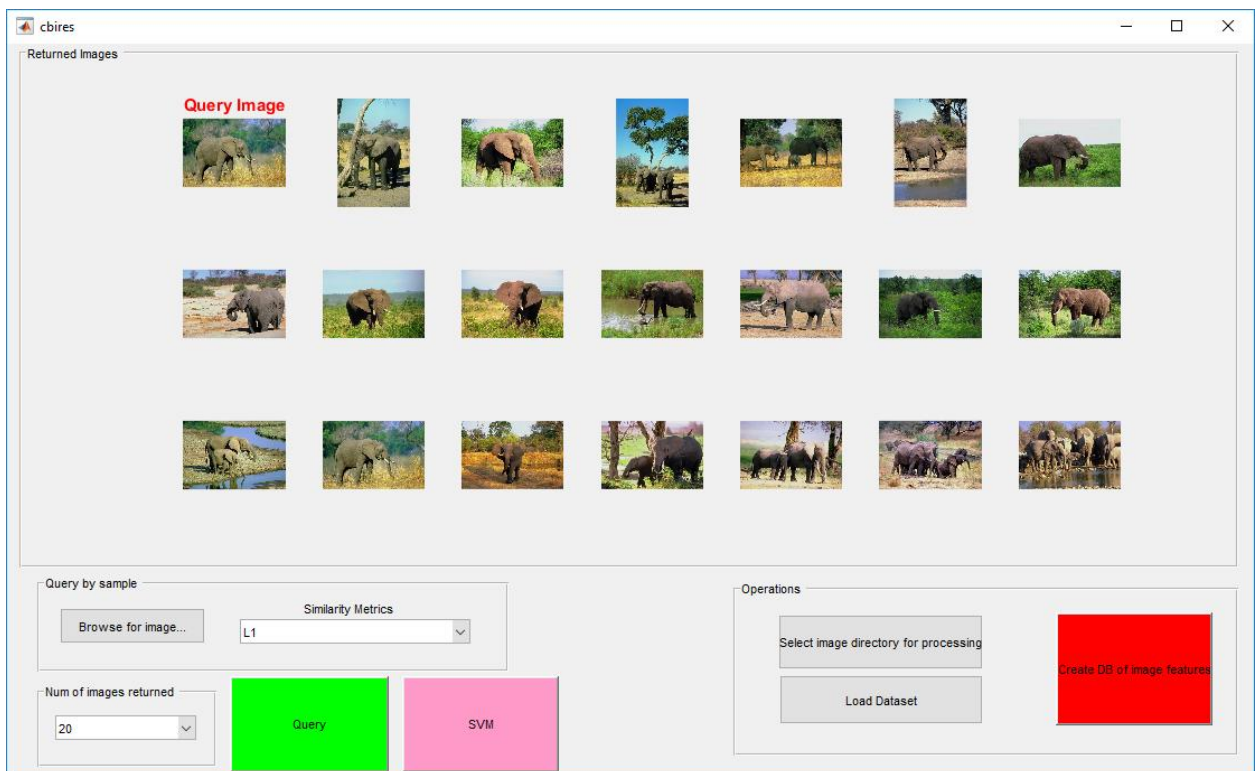 cbires
Returned Images
Query Image
Query by sample
Browse for image...
Similarity Metrics
L1
Num of images returned
20
Query
SVM
Operations
Select image directory for processing
Load Dataset
Create DB of image features